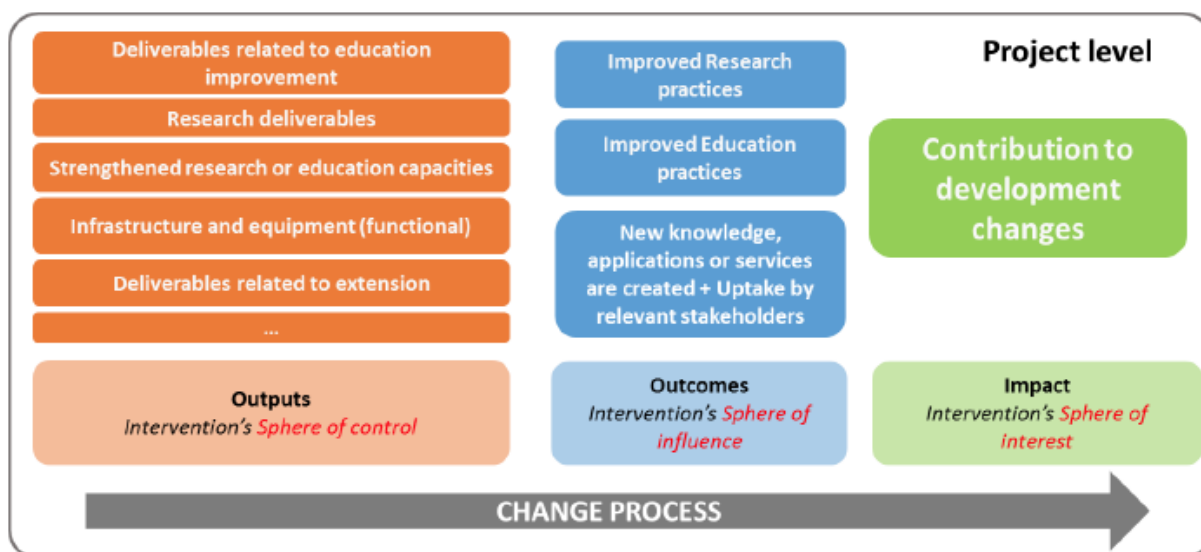 Deliverables related to education
improvement
Research deliverables
Strengthened research or education capacities
Infrastructure and equipment (functional)
Deliverables related to extension
...
Outputs
Intervention's Sphere of control
Improved Research
practices
Improved Education
practices
New knowledge,
applications or services
are created + Uptake by
relevant stakeholders
Outcomes
Intervention's Sphere of
influence
Project level
Contribution to
development
changes
Impact
Intervention's Sphere of
interest
CHANGE PROCESS